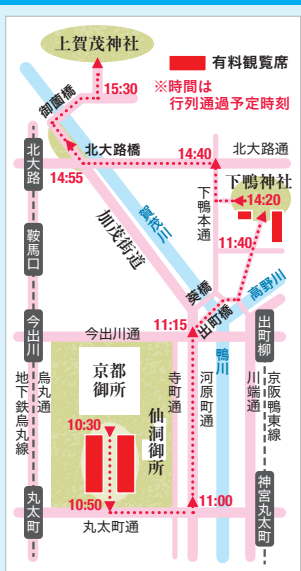 上賀茂神社
有料観覧席
※時間は
行列通過予定時刻
御薗橋
15:30
北大路
北大路橋
14:40
北大路通
14:55
下鴨本通
下鴨神社
14:20
加茂街道
賀茂川
11:40
鞍馬口
葵橋
出町橋
高野川
今出川
今出川通
11:15
出町柳
地下鉄烏丸線
烏丸通
京都
御所
仙洞御所
寺町通
河原町通
鴨川
川端通
京阪鴨東線
10:30
10:50
11:00
丸太町
丸太町通
神宮丸太町